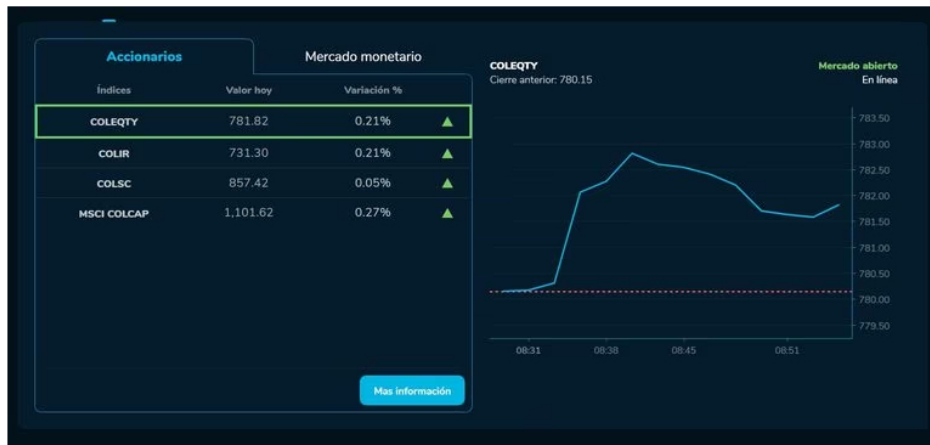 Accionarios
Mercado monetario
Índices Valor hoy Variación %
COLEQTY 781.82 0.21%
COLIR 731.30 0.21%
COLSC 857.42 0.05%
MSCI COLCAP 1,101.62 0.27%
Mas información
COLEQTY
Cierre anterior: 780.15
Mercado abierto
En línea
783.50
783.00
782.50
782.00
781.50
781.00
780.50
780.00
779.50
08:31 08:38 08:45 08:51